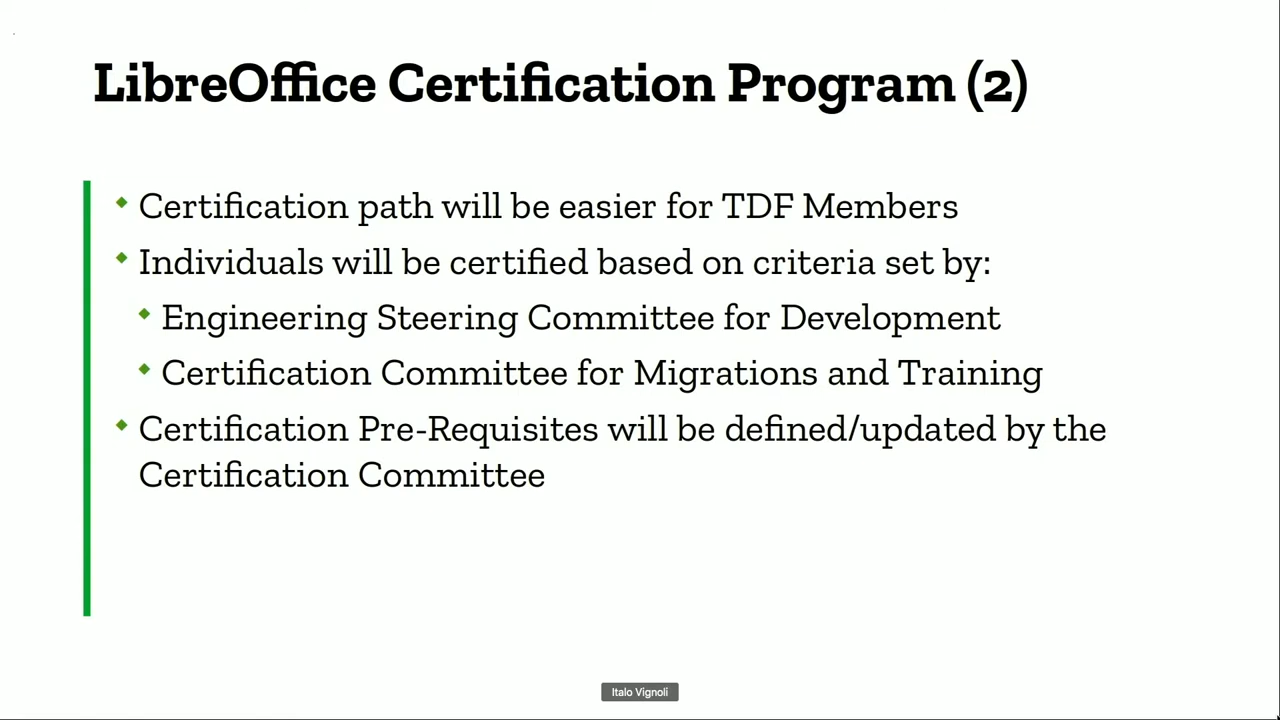 LibreOffice Certification Program (2)
Certification path will be easier for TDF Members
Individuals will be certified based on criteria set by:
Engineering Steering Committee for Development
Certification Committee for Migrations and Training
Certification Pre-Requisites will be defined/updated by the
Certification Committee
Italo Vignoli